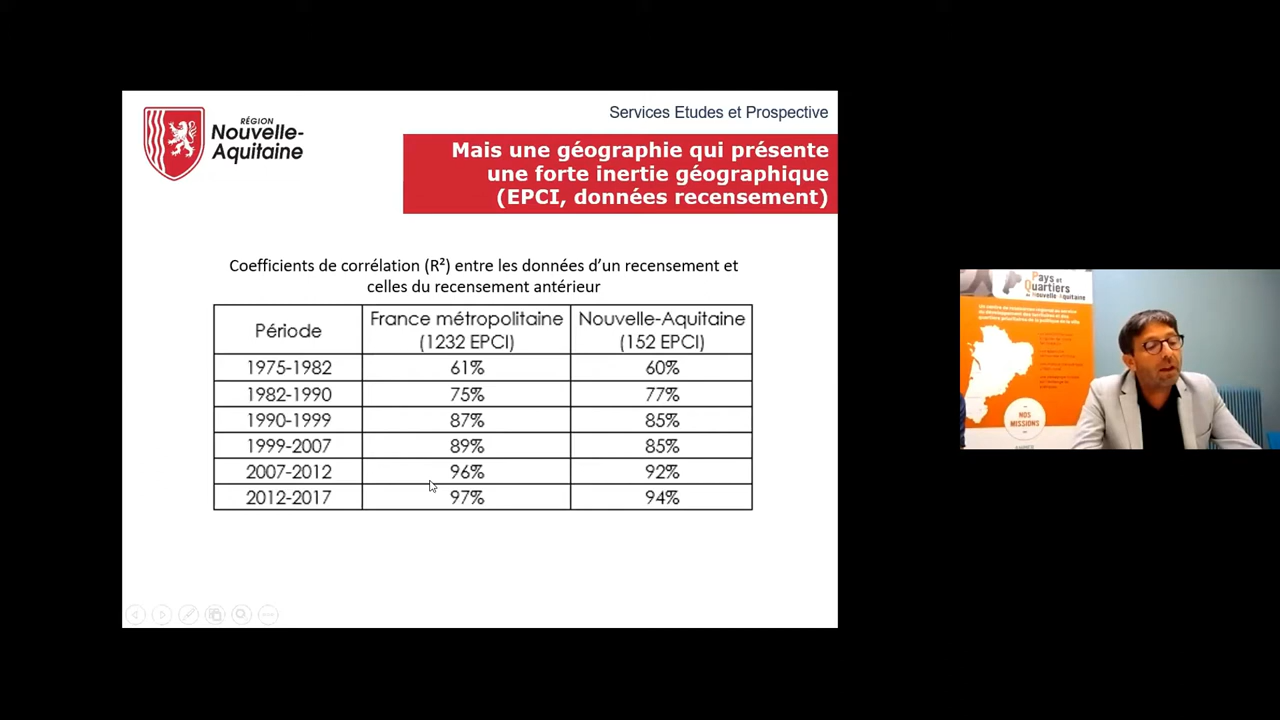 RÉGION
Nouvelle-
Aquitaine
Services Etudes et Prospective
Mais une géographie qui présente
une forte inertie géographique
(EPCI, données recensement)
Coefficients de corrélation (R²) entre les données d’un recensement et
celles du recensement antérieur
Période France métropolitaine (1232 EPCI) Nouvelle-Aquitaine (152 EPCI)
1975-1982 61% 60%
1982-1990 75% 77%
1990-1999 87% 85%
1999-2007 89% 85%
2007-2012 96% 92%
2012-2017 97% 94%
Pays et
Quartiers
de Nouvelle-Aquitaine
NOS
MISSIONS